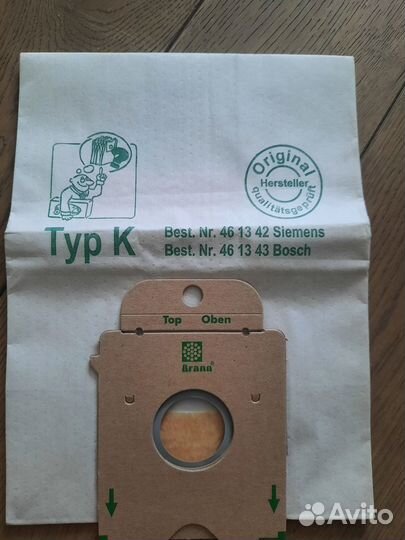 Original
Hersteller
qualitätsgeprüft
Typ K
Best. Nr. 46 13 42 Siemens
Best. Nr. 46 13 43 Bosch
Top Oben
Brana®
Avito